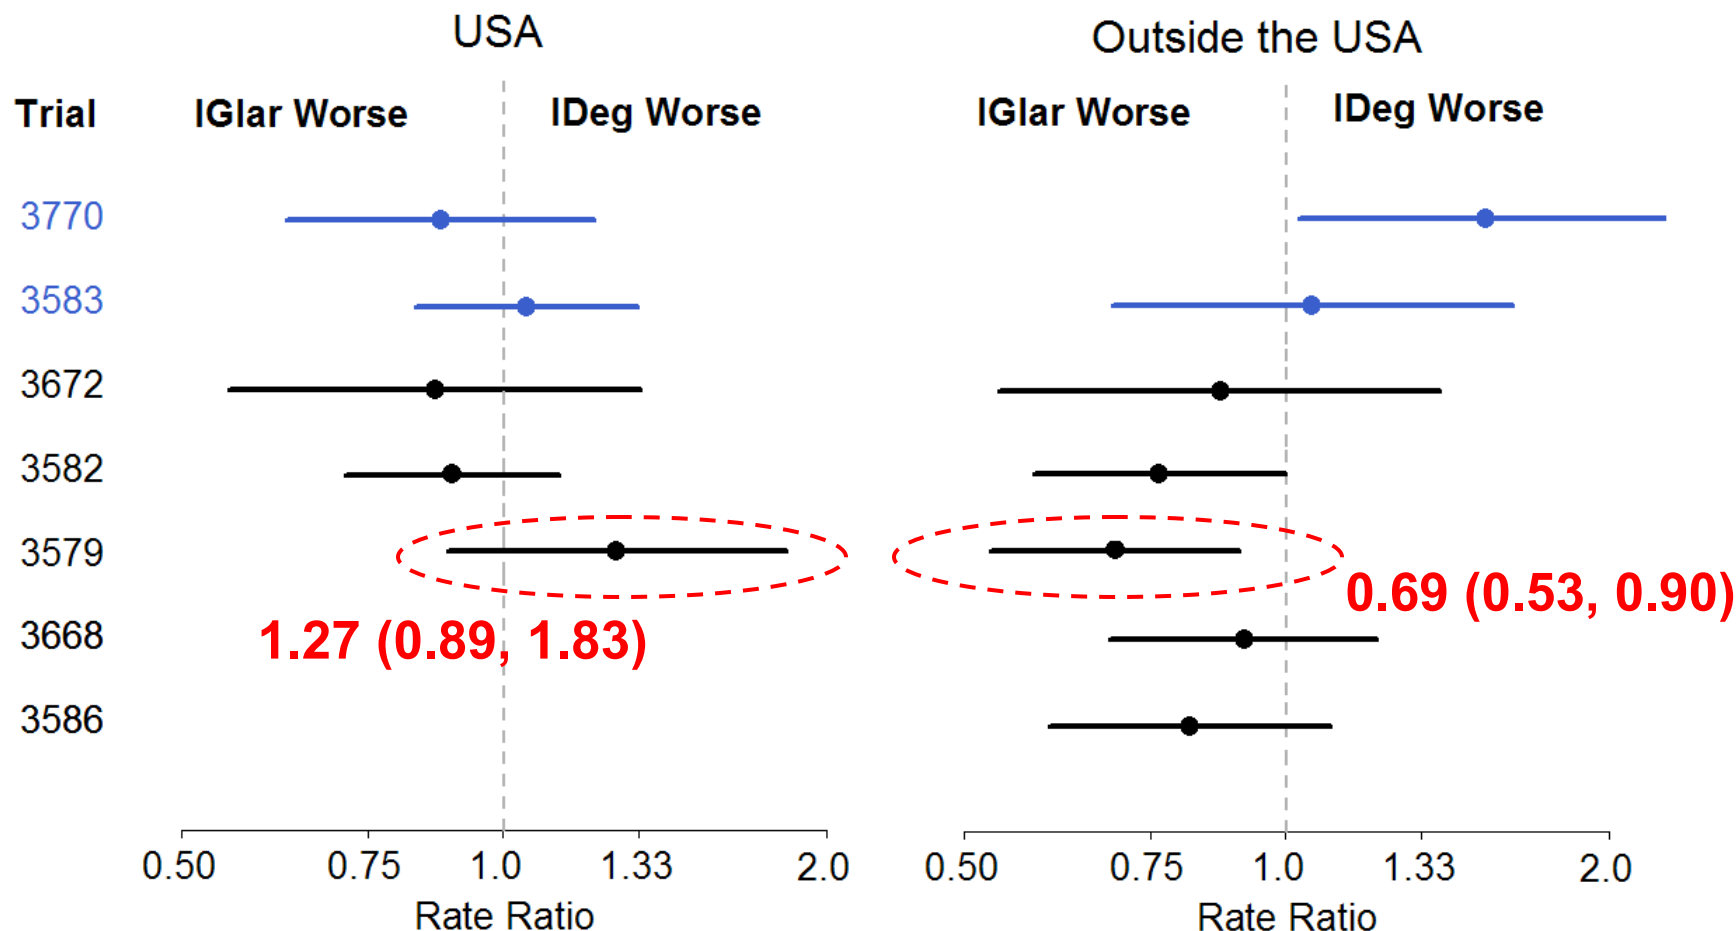 USA
Outside the USA
Trial
IGlar Worse
IDeg Worse
IGlar Worse
IDeg Worse
3770
3583
3672
3582
3579
0.69 (0.53, 0.90)
3668
1.27 (0.89, 1.83)
3586
0.50 0.75 1.0 1.33 2.0
0.50 0.75 1.0 1.33 2.0
Rate Ratio
Rate Ratio